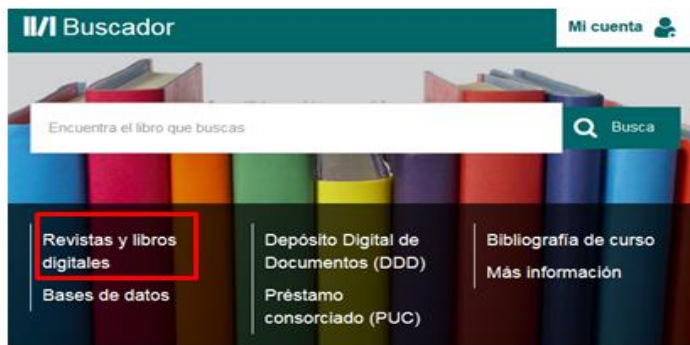 Buscador
Mi cuenta
Encuentra el libro que buscas
Busca
Revistas y libros
digitales
Bases de datos
Depósito Digital de
Documentos (DDD)
Préstamo
consorciado (PUC)
Bibliografía de curso
Más información